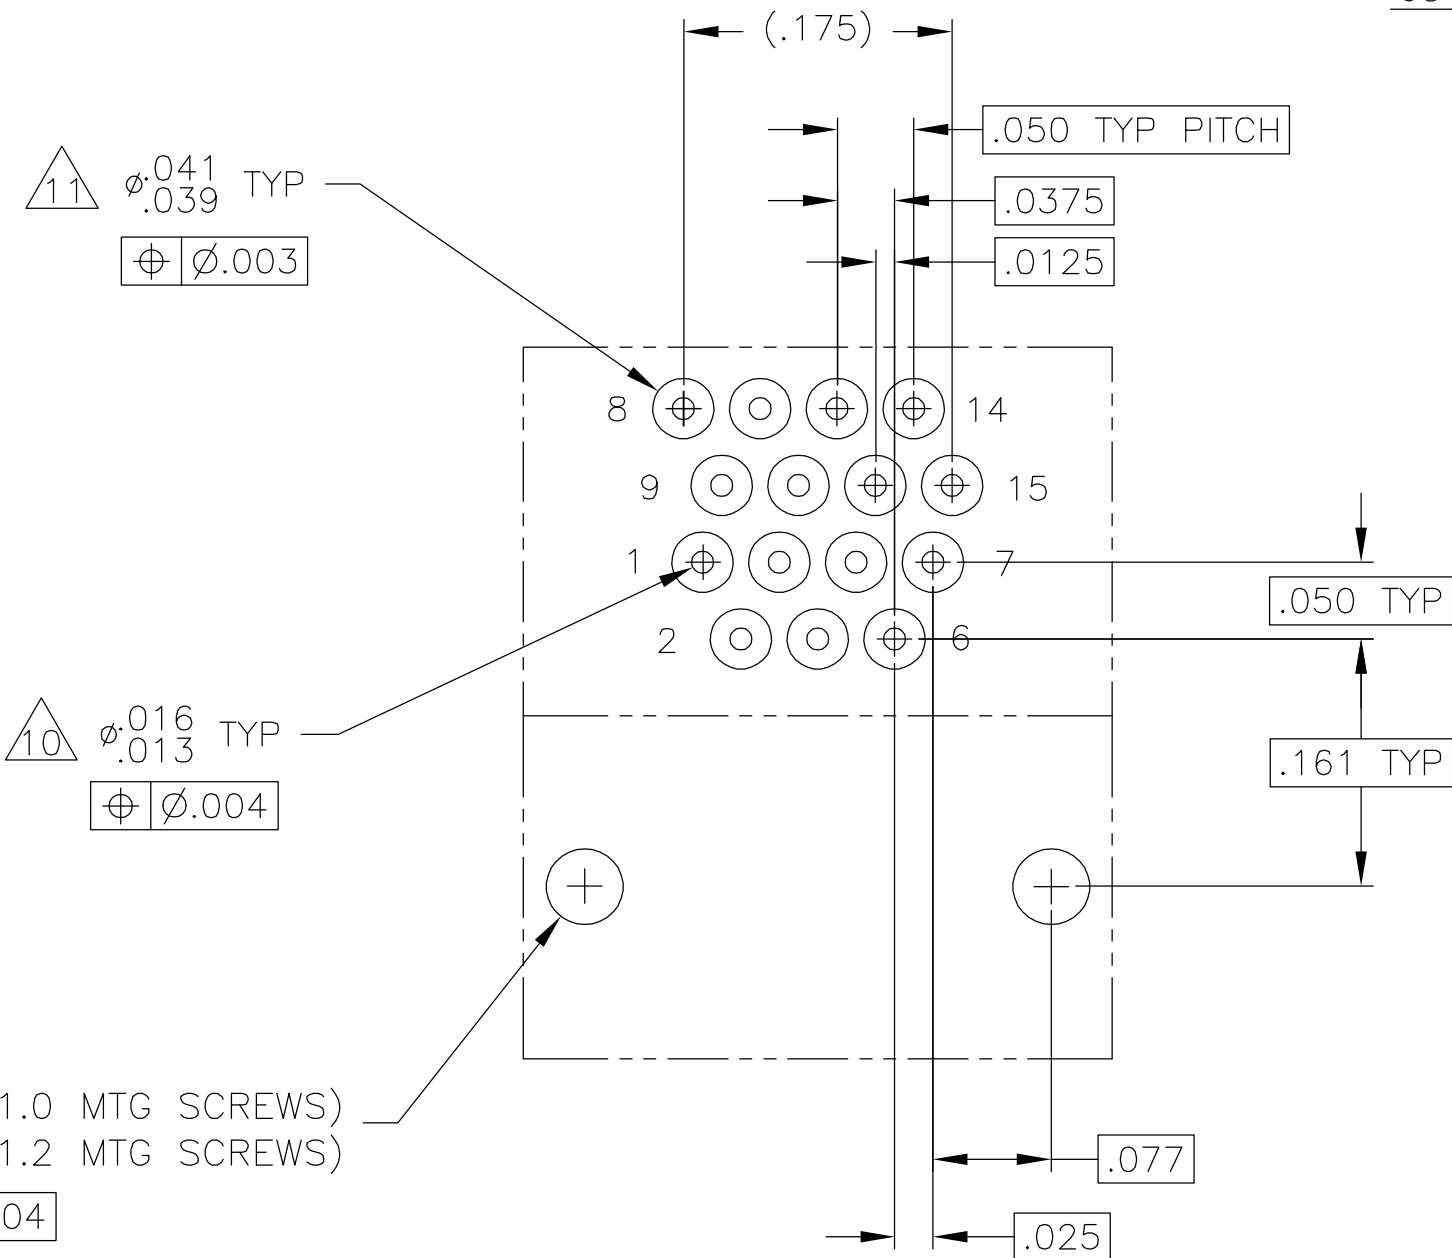 (.175)
.050 TYP PITCH
11 ⌀.041 TYP
.039
.0375
⌖ ⌀.003
.0125
8
14
9
15
1
7
.050 TYP
2
6
10 ⌀.016 TYP
.013
.161 TYP
⌖ ⌀.004
1.0 MTG SCREWS)
1.2 MTG SCREWS)
.077
04
.025